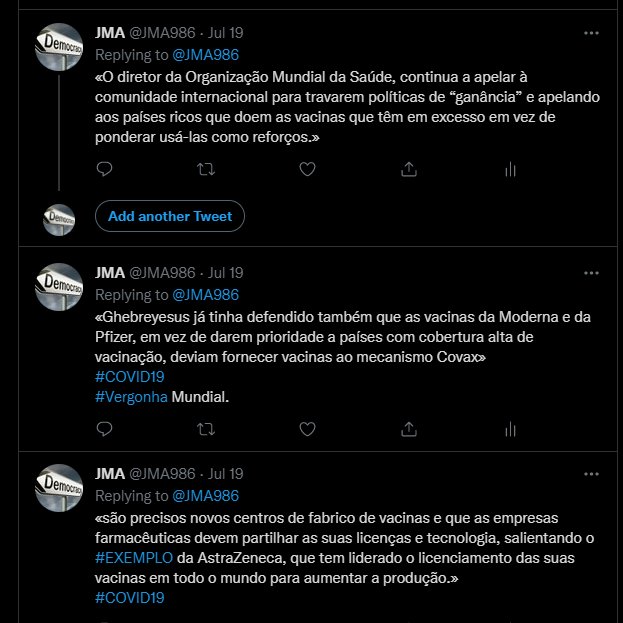 JMA @JMA986 · Jul 19
Replying to @JMA986
«O diretor da Organização Mundial da Saúde, continua a apelar à
comunidade internacional para travarem políticas de “ganância” e apelando
aos países ricos que doem as vacinas que têm em excesso em vez de
ponderar usá-las como reforços.»
Add another Tweet
JMA @JMA986 · Jul 19
Replying to @JMA986
«Ghebreyesus já tinha defendido também que as vacinas da Moderna e da
Pfizer, em vez de darem prioridade a países com cobertura alta de
vacinação, deviam fornecer vacinas ao mecanismo Covax»
#COVID19
#Vergonha Mundial.
JMA @JMA986 · Jul 19
Replying to @JMA986
«são precisos novos centros de fabrico de vacinas e que as empresas
farmacêuticas devem partilhar as suas licenças e tecnologia, salientando o
#EXEMPLO da AstraZeneca, que tem liderado o licenciamento das suas
vacinas em todo o mundo para aumentar a produção.»
#COVID19